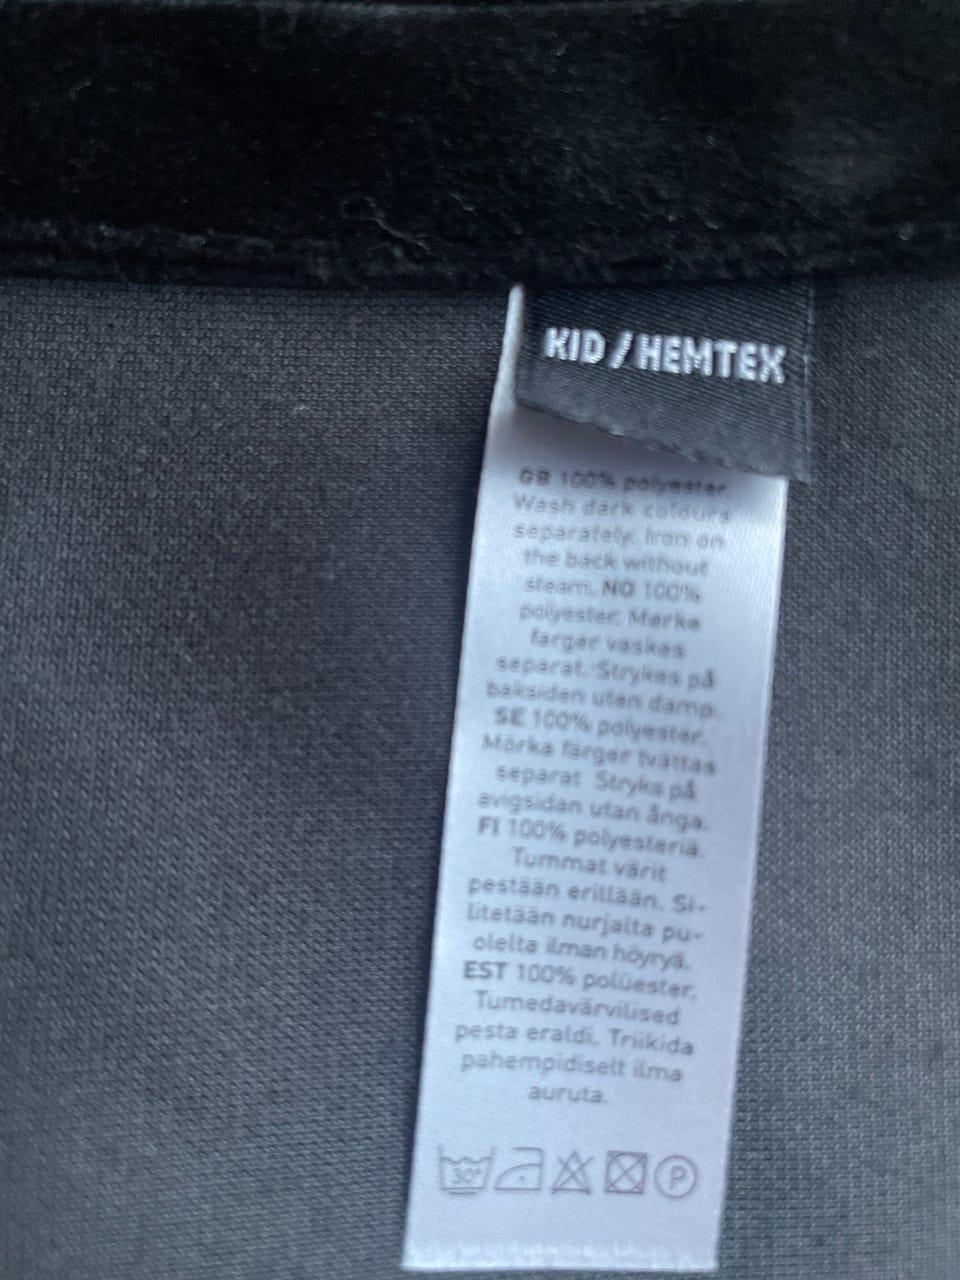 KID / HEMTEX
GB 100% polyester.
Wash dark colours
separately. Iron on
the back without
steam. NO 100%
polyester. Mørke
farger vaskes
separat. Strykes på
baksiden uten damp.
SE 100% polyester.
Mörka färger tvättas
separat Stryks på
avigsidan utan ånga.
FI 100% polyesteriä.
Tummat värit
pestään erillään. Si-
litetään nurjalta pu-
olelta ilman höyryä.
EST 100% polüester.
Tumedavärvilised
pesta eraldi. Triikida
pahempidiselt ilma
auruta.
30° P